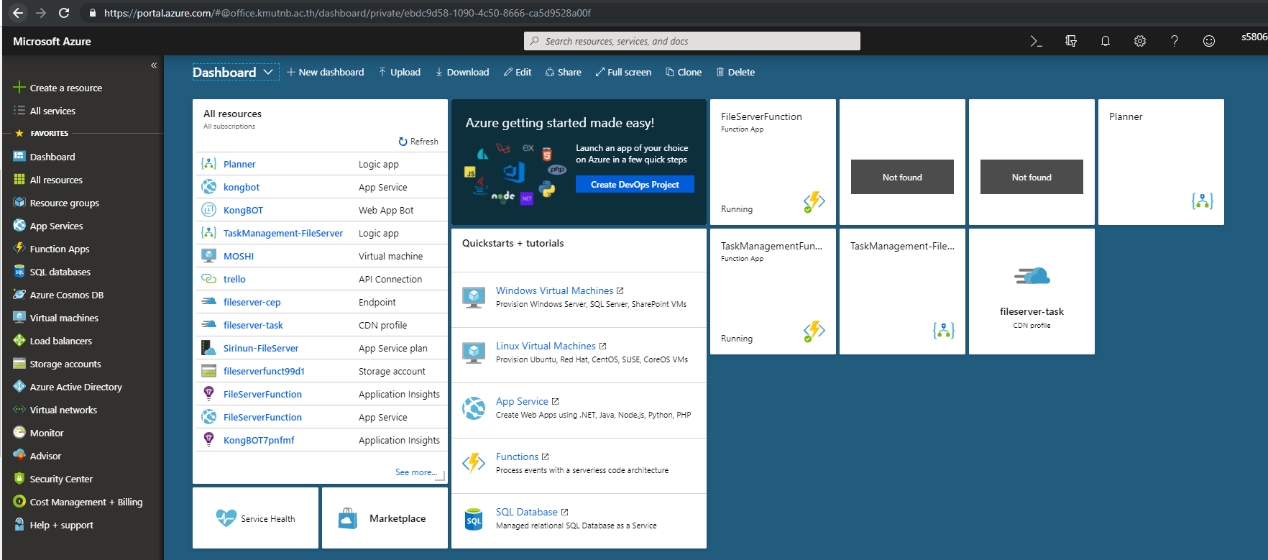 https://portal.azure.com/#@office.kmutnb.ac.th/dashboard/private/ebdc9d58-1090-4c50-8666-ca5d9528a00f
Microsoft Azure
Search resources, services, and docs
s5806
Create a resource
All services
FAVORITES
Dashboard
All resources
Resource groups
App Services
Function Apps
SQL databases
Azure Cosmos DB
Virtual machines
Load balancers
Storage accounts
Azure Active Directory
Virtual networks
Monitor
Advisor
Security Center
Cost Management + Billing
Help + support
Dashboard New dashboard Upload Download Edit Share Full screen Clone Delete
All resources
All subscriptions
Refresh
Planner Logic app
kongbot App Service
KongBOT Web App Bot
TaskManagement-FileServer Logic app
MOSHI Virtual machine
trello API Connection
fileserver-cep Endpoint
fileserver-task CDN profile
Sirinun-FileServer App Service plan
fileserverfunct99d1 Storage account
FileServerFunction Application Insights
FileServerFunction App Service
KongBOT7pnfmf Application Insights
See more...
Service Health
Marketplace
Azure getting started made easy!
Launch an app of your choice
on Azure in a few quick steps
Create DevOps Project
JS
ex
5
php
node
.NET
Quickstarts + tutorials
Windows Virtual Machines
Provision Windows Server, SQL Server, SharePoint VMs
Linux Virtual Machines
Provision Ubuntu, Red Hat, CentOS, SUSE, CoreOS VMs
App Service
Create Web Apps using .NET, Java, Node.js, Python, PHP
Functions
Process events with a serverless code architecture
SQL
SQL Database
Managed relational SQL Database as a Service
FileServerFunction
Function App
Running
Not found
Not found
Planner
TaskManagementFun...
Function App
Running
TaskManagement-File...
fileserver-task
CDN profile